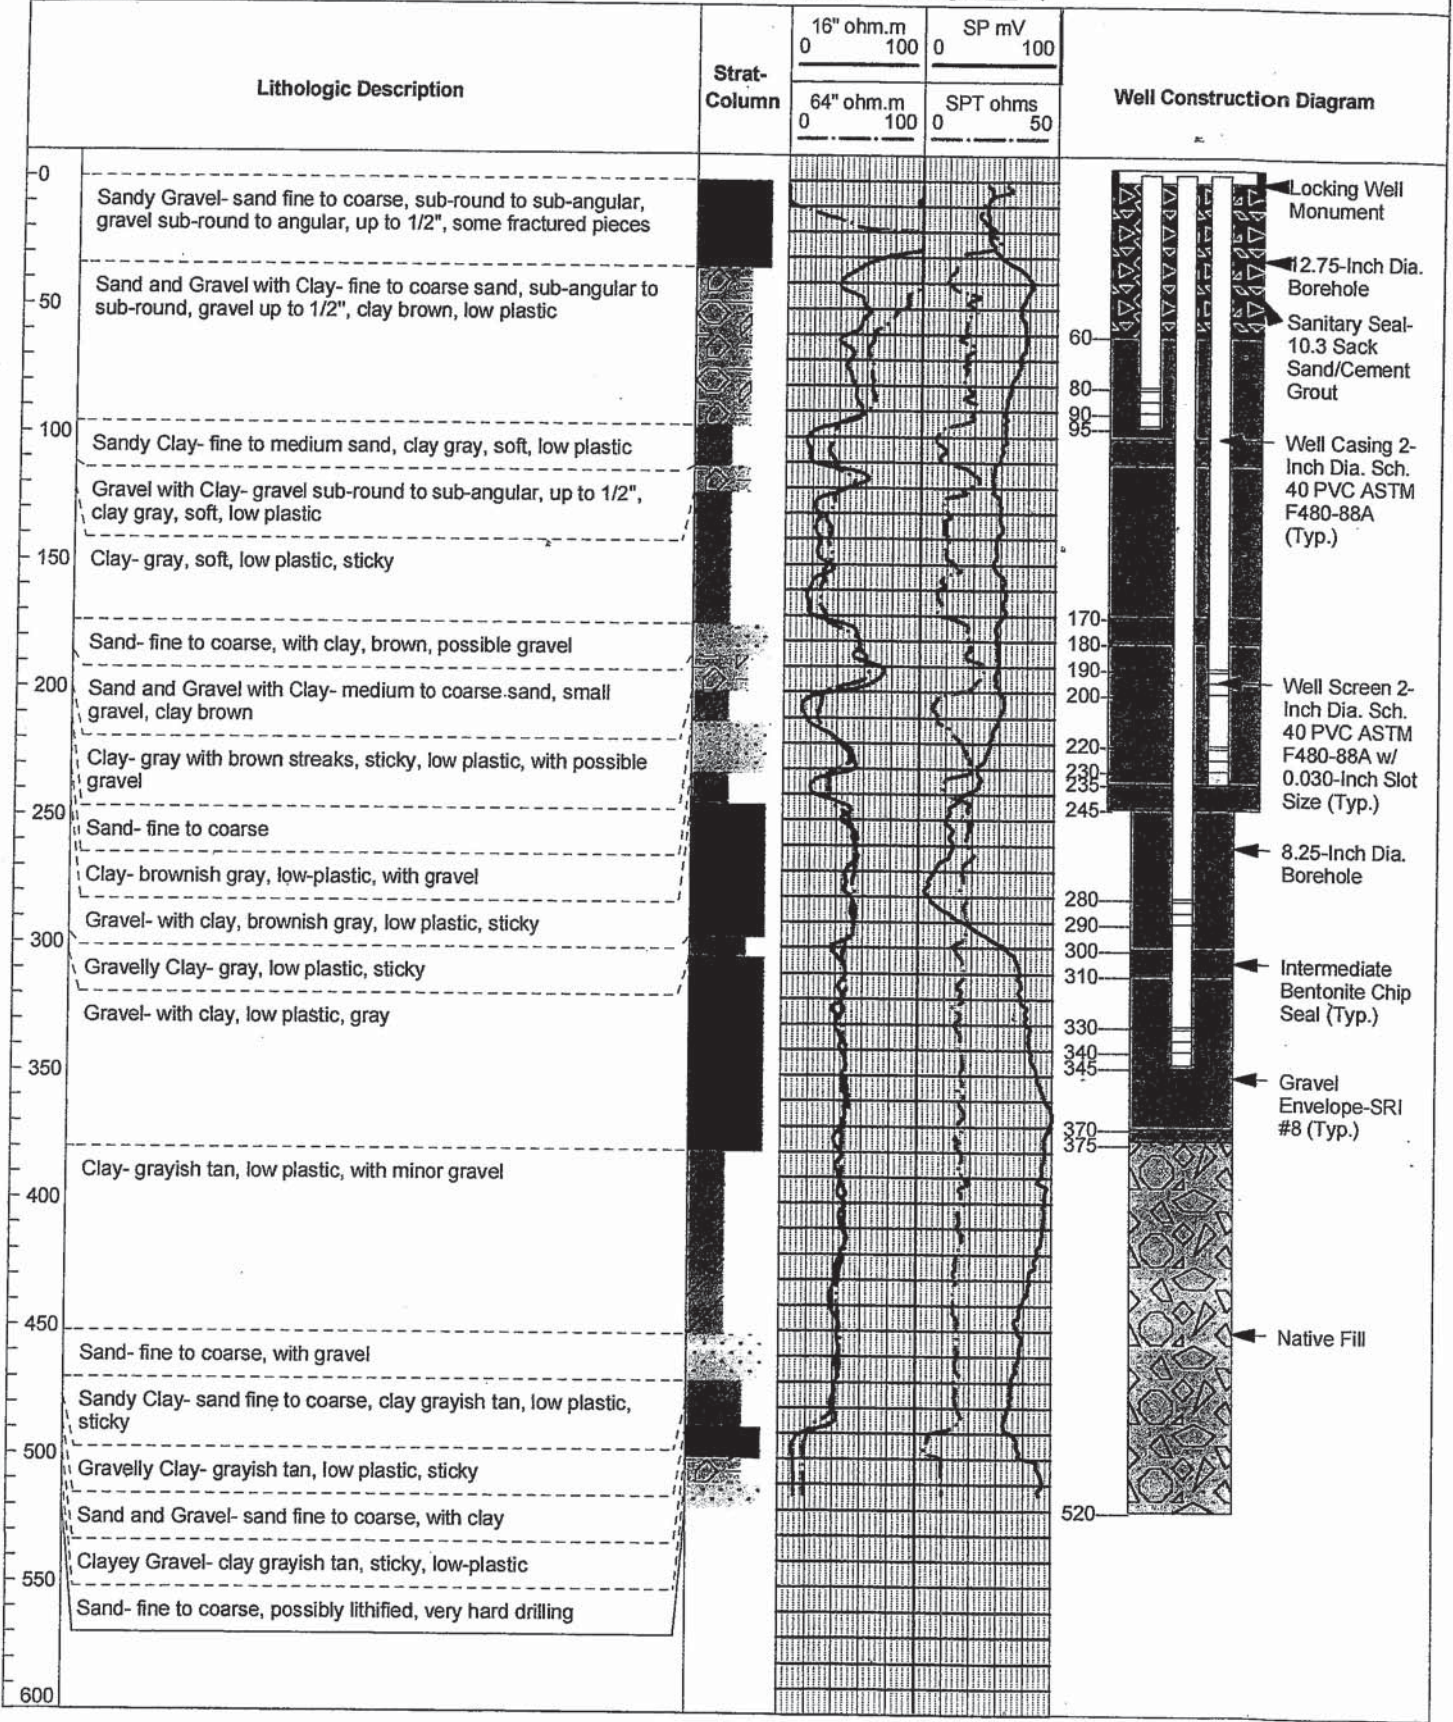 Lithologic Description
Strat-
Column
16" ohm.m
0 100
64" ohm.m
0 100
SP mV
0 100
SPT ohms
0 50
Well Construction Diagram
0
50
100
150
200
250
300
350
400
450
500
550
600
Sandy Gravel- sand fine to coarse, sub-round to sub-angular,
gravel sub-round to angular, up to 1/2", some fractured pieces
Sand and Gravel with Clay- fine to coarse sand, sub-angular to
sub-round, gravel up to 1/2", clay brown, low plastic
Sandy Clay- fine to medium sand, clay gray, soft, low plastic
Gravel with Clay- gravel sub-round to sub-angular, up to 1/2",
clay gray, soft, low plastic
Clay- gray, soft, low plastic, sticky
Sand- fine to coarse, with clay, brown, possible gravel
Sand and Gravel with Clay- medium to coarse sand, small
gravel, clay brown
Clay- gray with brown streaks, sticky, low plastic, with possible
gravel
Sand- fine to coarse
Clay- brownish gray, low-plastic, with gravel
Gravel- with clay, brownish gray, low plastic, sticky
Gravelly Clay- gray, low plastic, sticky
Gravel- with clay, low plastic, gray
Clay- grayish tan, low plastic, with minor gravel
Sand- fine to coarse, with gravel
Sandy Clay- sand fine to coarse, clay grayish tan, low plastic,
sticky
Gravelly Clay- grayish tan, low plastic, sticky
Sand and Gravel- sand fine to coarse, with clay
Clayey Gravel- clay grayish tan, sticky, low-plastic
Sand- fine to coarse, possibly lithified, very hard drilling
60
80
90
95
170
180
190
200
220
230
235
245
280
290
300
310
330
340
345
370
375
520
Locking Well
Monument
12.75-Inch Dia.
Borehole
Sanitary Seal-
10.3 Sack
Sand/Cement
Grout
Well Casing 2-
Inch Dia. Sch.
40 PVC ASTM
F480-88A
(Typ.)
Well Screen 2-
Inch Dia. Sch.
40 PVC ASTM
F480-88A w/
0.030-Inch Slot
Size (Typ.)
8.25-Inch Dia.
Borehole
Intermediate
Bentonite Chip
Seal (Typ.)
Gravel
Envelope-SRI
#8 (Typ.)
Native Fill